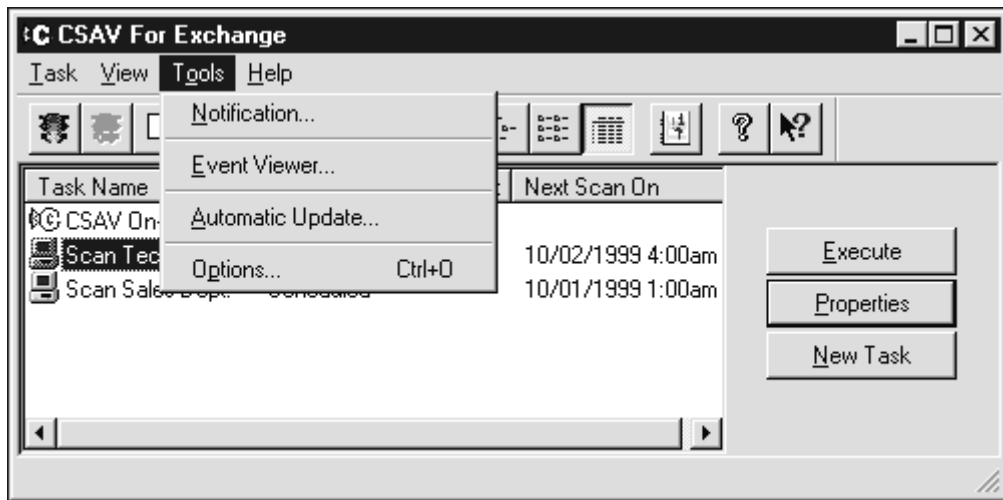 CSAV For Exchange
Task View Tools Help
Notification...
Event Viewer...
Automatic Update...
Options... Ctrl+O
Task Name Next Scan On
CSAV On-
Scan Tec 10/02/1999 4:00am
Scan Sales Dept. Scheduled 10/01/1999 1:00am
Execute
Properties
New Task